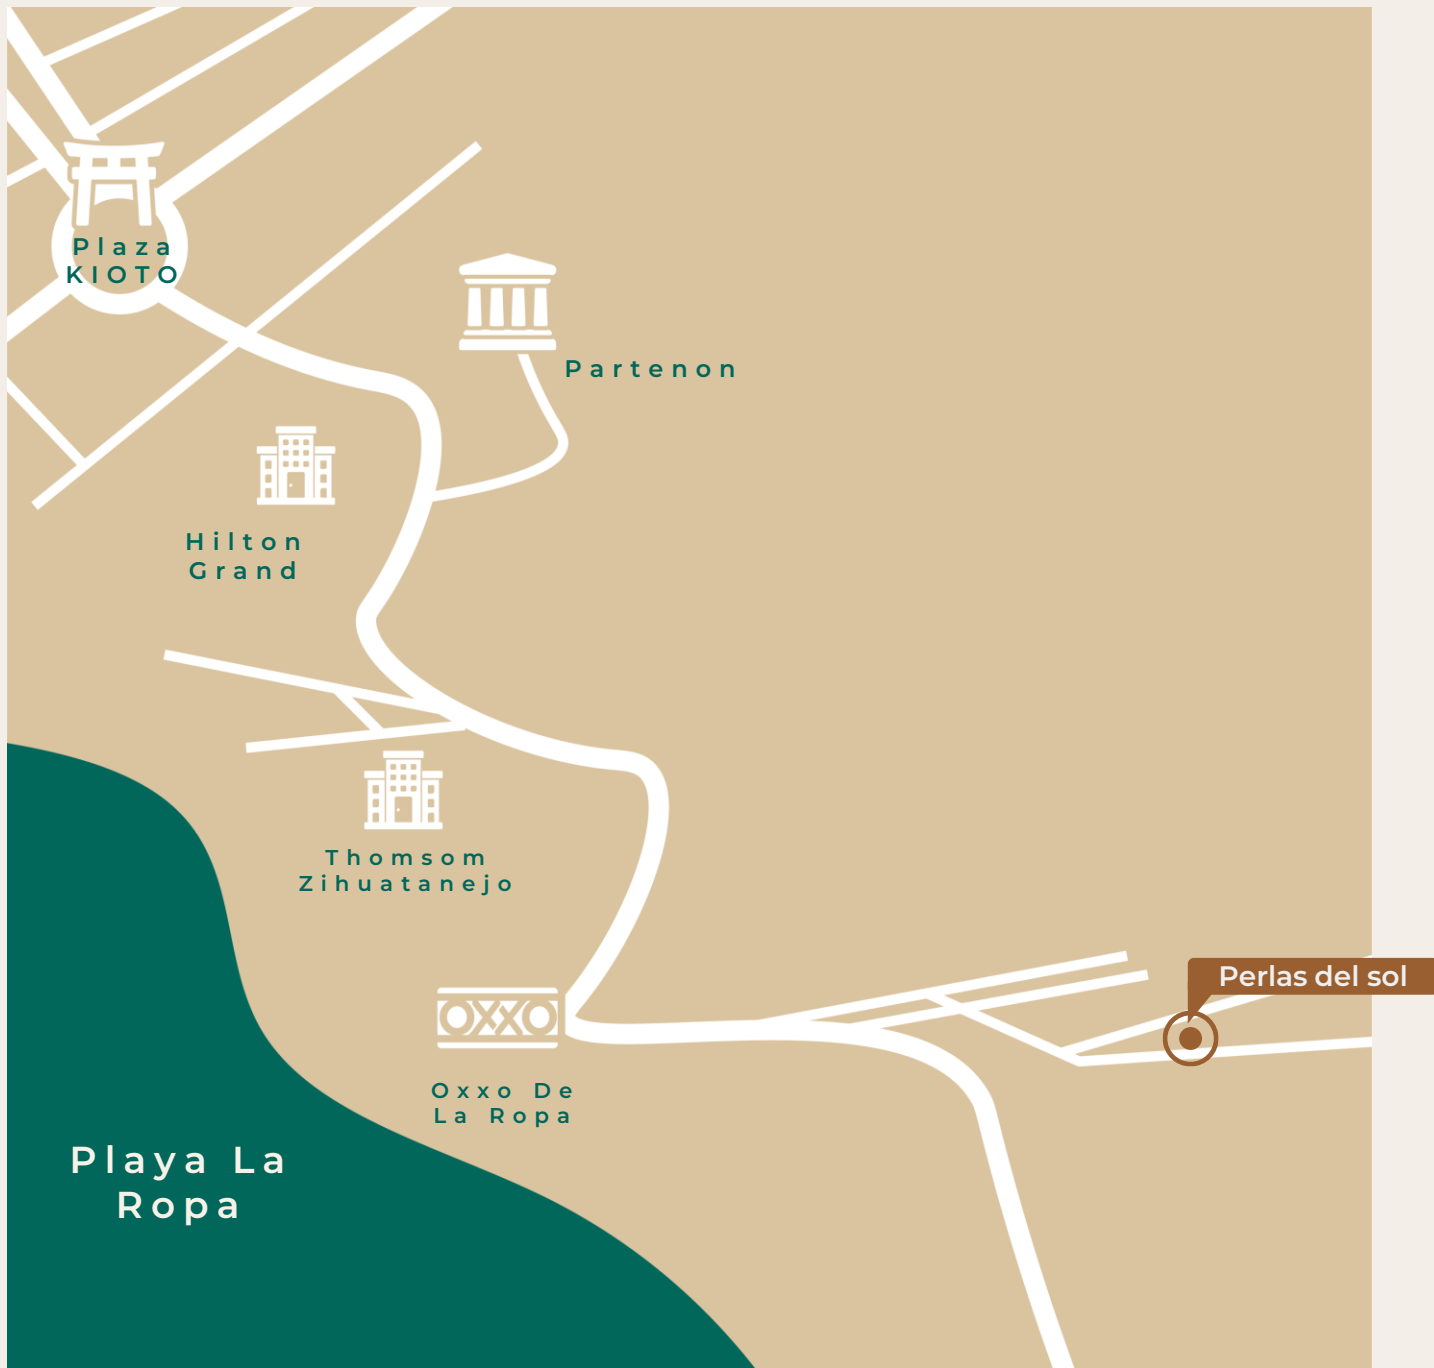 Plaza
KIOTO
Partenon
Hilton
Grand
Thomsom
Zihuatanejo
Perlas del sol
OXXO
Oxxo De
La Ropa
Playa La
Ropa